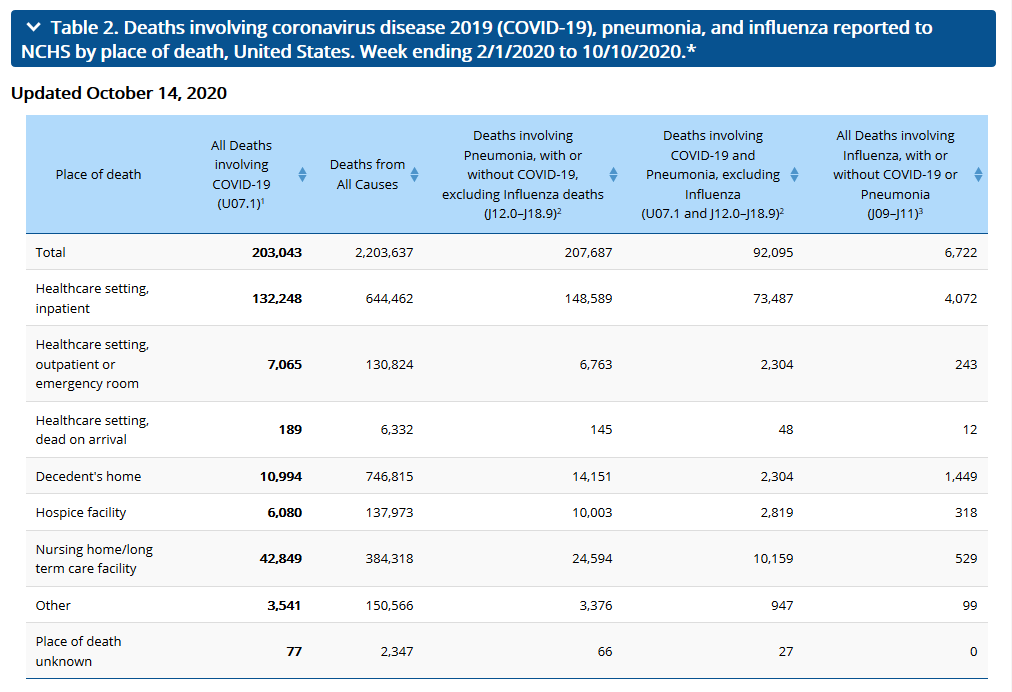 Table 2. Deaths involving coronavirus disease 2019 (COVID-19), pneumonia, and influenza reported to
NCHS by place of death, United States. Week ending 2/1/2020 to 10/10/2020.*
Updated October 14, 2020
Place of death
All Deaths
involving
COVID-19
(U07.1)¹
Deaths from
All Causes
Deaths involving
Pneumonia, with or
without COVID-19,
excluding Influenza deaths
(J12.0–J18.9)²
Deaths involving
COVID-19 and
Pneumonia, excluding
Influenza
(U07.1 and J12.0–J18.9)²
All Deaths involving
Influenza, with or
without COVID-19 or
Pneumonia
(J09–J11)³
Total 203,043 2,203,637 207,687 92,095 6,722
Healthcare setting,
inpatient
132,248 644,462 148,589 73,487 4,072
Healthcare setting,
outpatient or
emergency room
7,065 130,824 6,763 2,304 243
Healthcare setting,
dead on arrival
189 6,332 145 48 12
Decedent's home 10,994 746,815 14,151 2,304 1,449
Hospice facility 6,080 137,973 10,003 2,819 318
Nursing home/long
term care facility
42,849 384,318 24,594 10,159 529
Other 3,541 150,566 3,376 947 99
Place of death
unknown
77 2,347 66 27 0